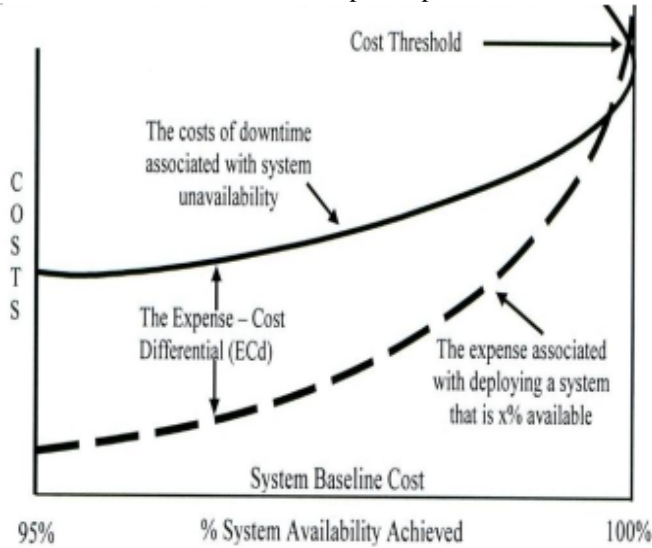 Cost Threshold
The costs of downtime
associated with system
unavailability
C
O
S
T
S
The Expense – Cost
Differential (ECd)
The expense associated
with deploying a system
that is x% available
System Baseline Cost
95%
% System Availability Achieved
100%